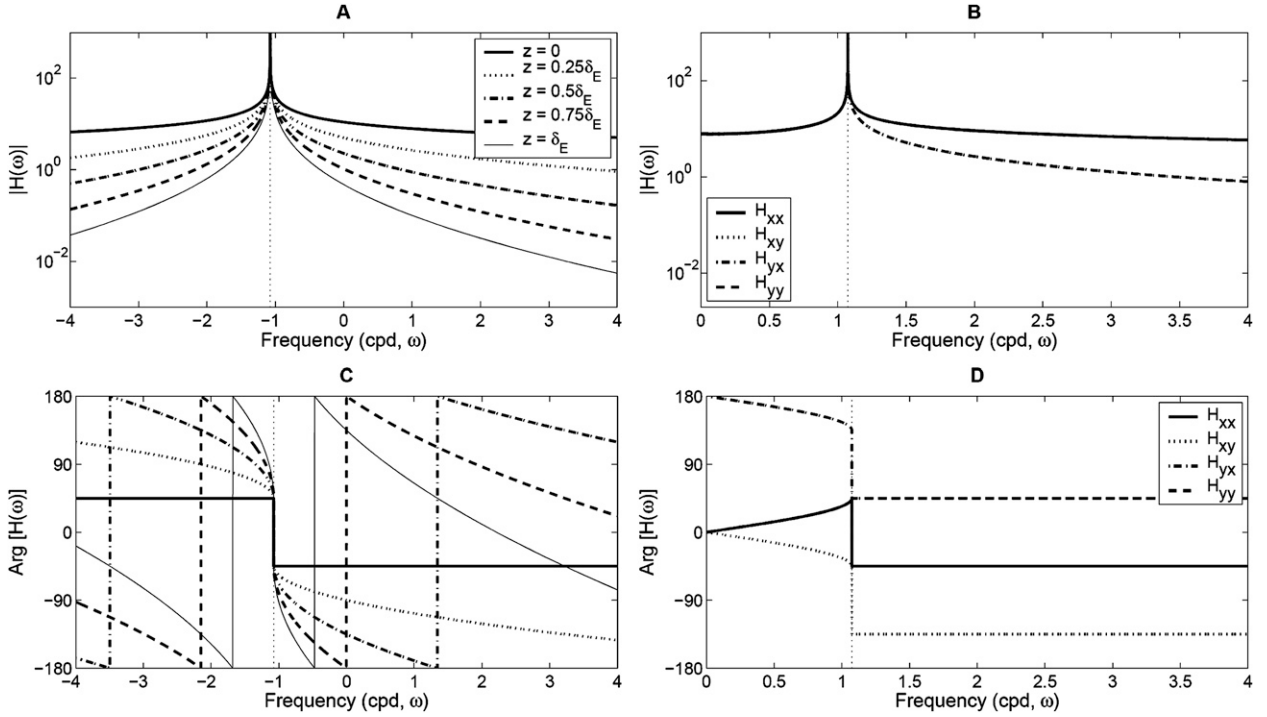 A
|H(ω)|
10^2
10^0
10^-2
z = 0
z = 0.25δ_E
z = 0.5δ_E
z = 0.75δ_E
z = δ_E
−4 −3 −2 −1 0 1 2 3 4
Frequency (cpd, ω)
B
|H(ω)|
10^2
10^0
10^-2
H_xx
H_xy
H_yx
H_yy
0 0.5 1 1.5 2 2.5 3 3.5 4
Frequency (cpd, ω)
C
Arg [H(ω)]
180
90
0
−90
−180
−4 −3 −2 −1 0 1 2 3 4
Frequency (cpd, ω)
D
Arg [H(ω)]
180
90
0
−90
−180
H_xx
H_xy
H_yx
H_yy
0 0.5 1 1.5 2 2.5 3 3.5 4
Frequency (cpd, ω)